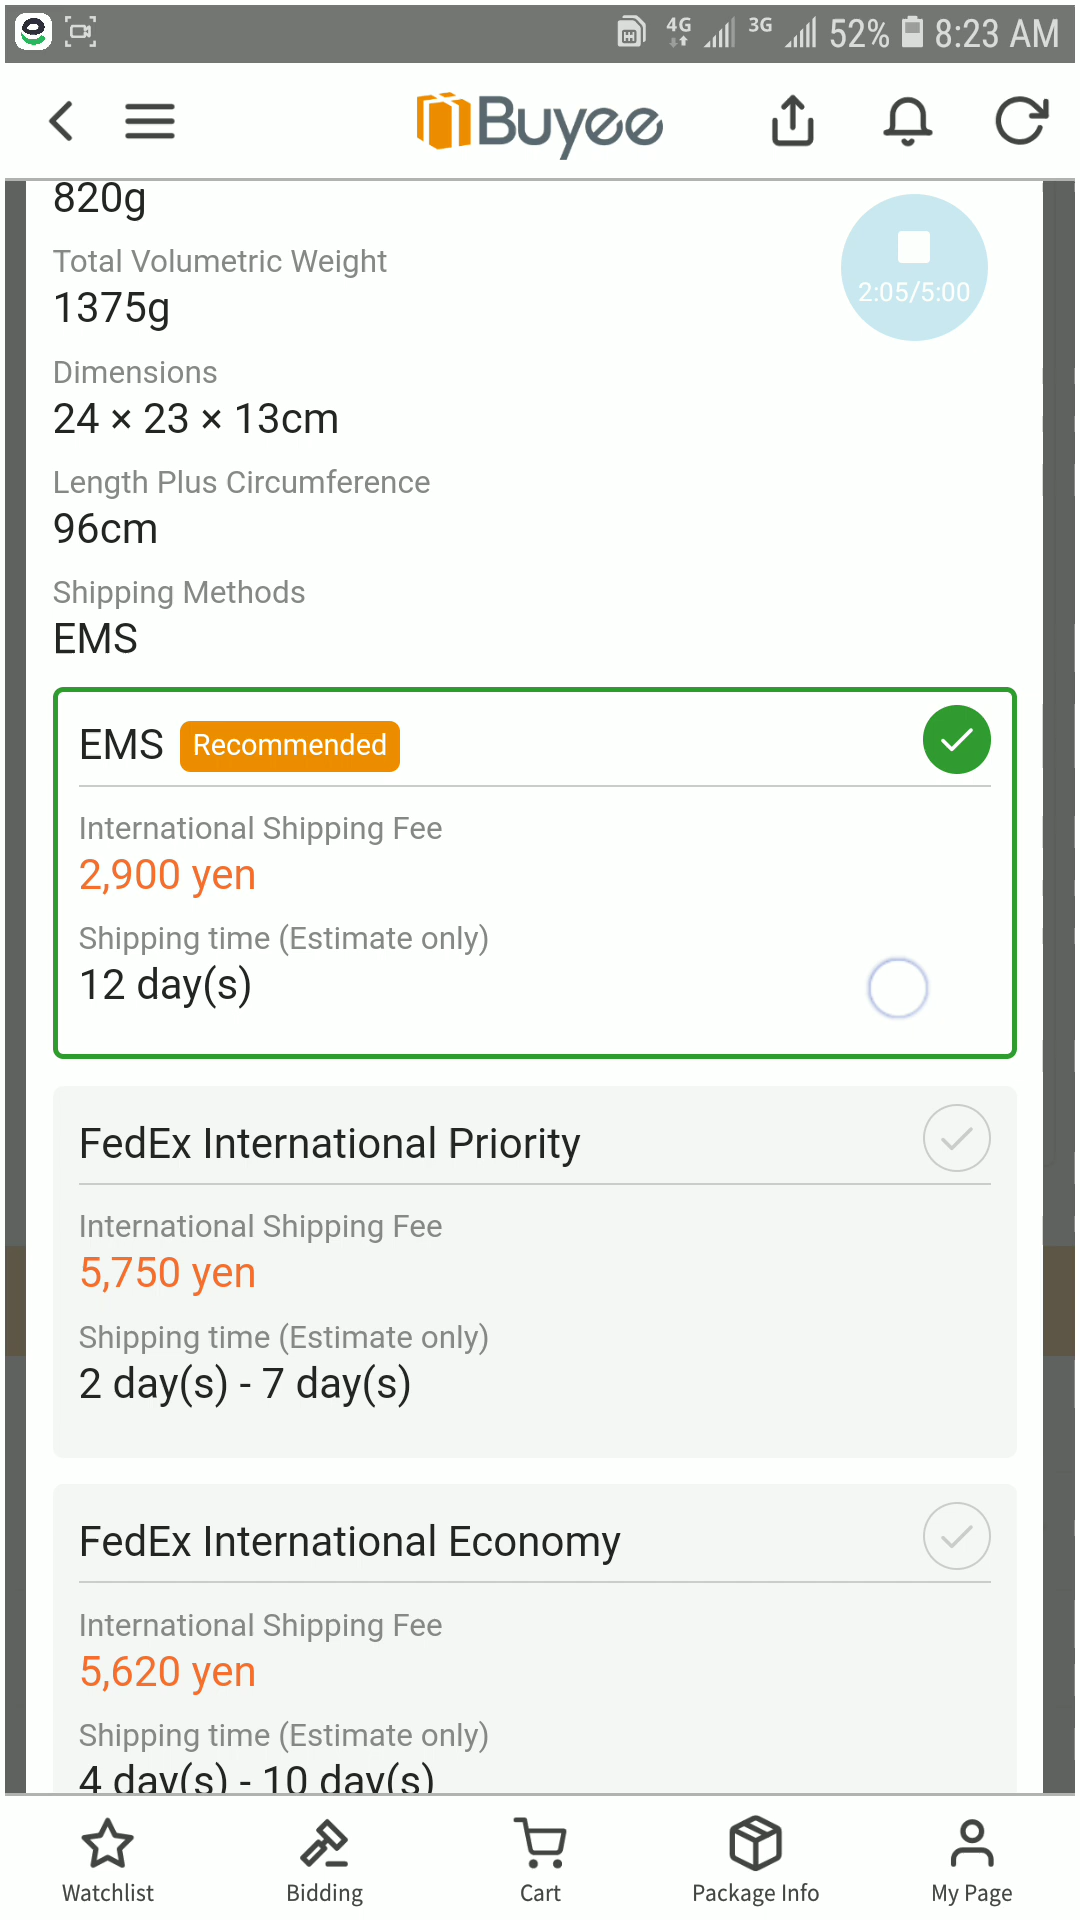 4G 3G 52% 8:23 AM
Buyee
820g
2:05/5:00
Total Volumetric Weight
1375g
Dimensions
24 × 23 × 13cm
Length Plus Circumference
96cm
Shipping Methods
EMS
EMS Recommended
International Shipping Fee
2,900 yen
Shipping time (Estimate only)
12 day(s)
FedEx International Priority
International Shipping Fee
5,750 yen
Shipping time (Estimate only)
2 day(s) - 7 day(s)
FedEx International Economy
International Shipping Fee
5,620 yen
Shipping time (Estimate only)
4 day(s) - 10 day(s)
Watchlist Bidding Cart Package Info My Page